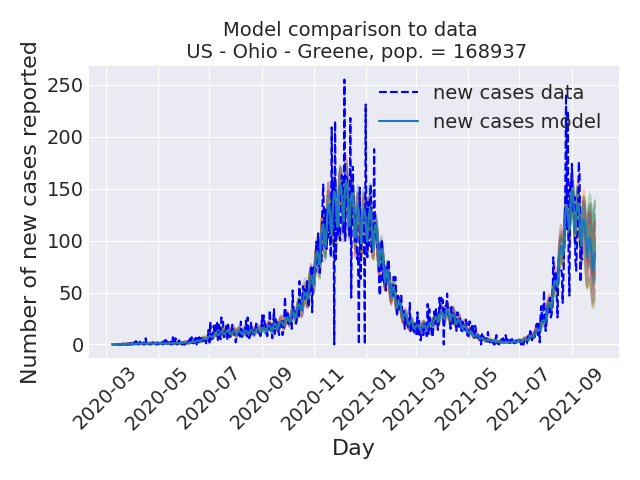 Model comparison to data
US - Ohio - Greene, pop. = 168937
Number of new cases reported
250
200
150
100
50
0
new cases data
new cases model
2020-03
2020-05
2020-07
2020-09
2020-11
2021-01
2021-03
2021-05
2021-07
2021-09
Day